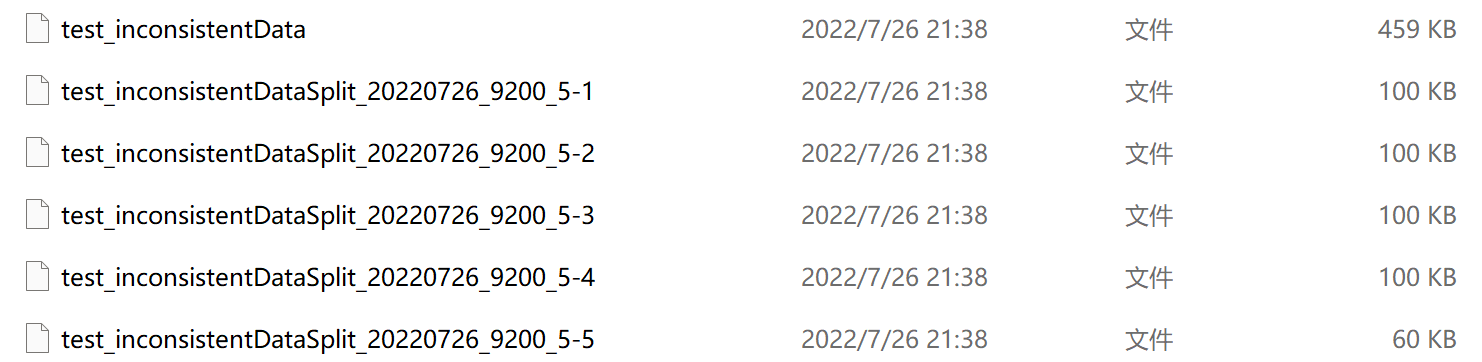 test_inconsistentData 2022/7/26 21:38 文件 459 KB
test_inconsistentDataSplit_20220726_9200_5-1 2022/7/26 21:38 文件 100 KB
test_inconsistentDataSplit_20220726_9200_5-2 2022/7/26 21:38 文件 100 KB
test_inconsistentDataSplit_20220726_9200_5-3 2022/7/26 21:38 文件 100 KB
test_inconsistentDataSplit_20220726_9200_5-4 2022/7/26 21:38 文件 100 KB
test_inconsistentDataSplit_20220726_9200_5-5 2022/7/26 21:38 文件 60 KB